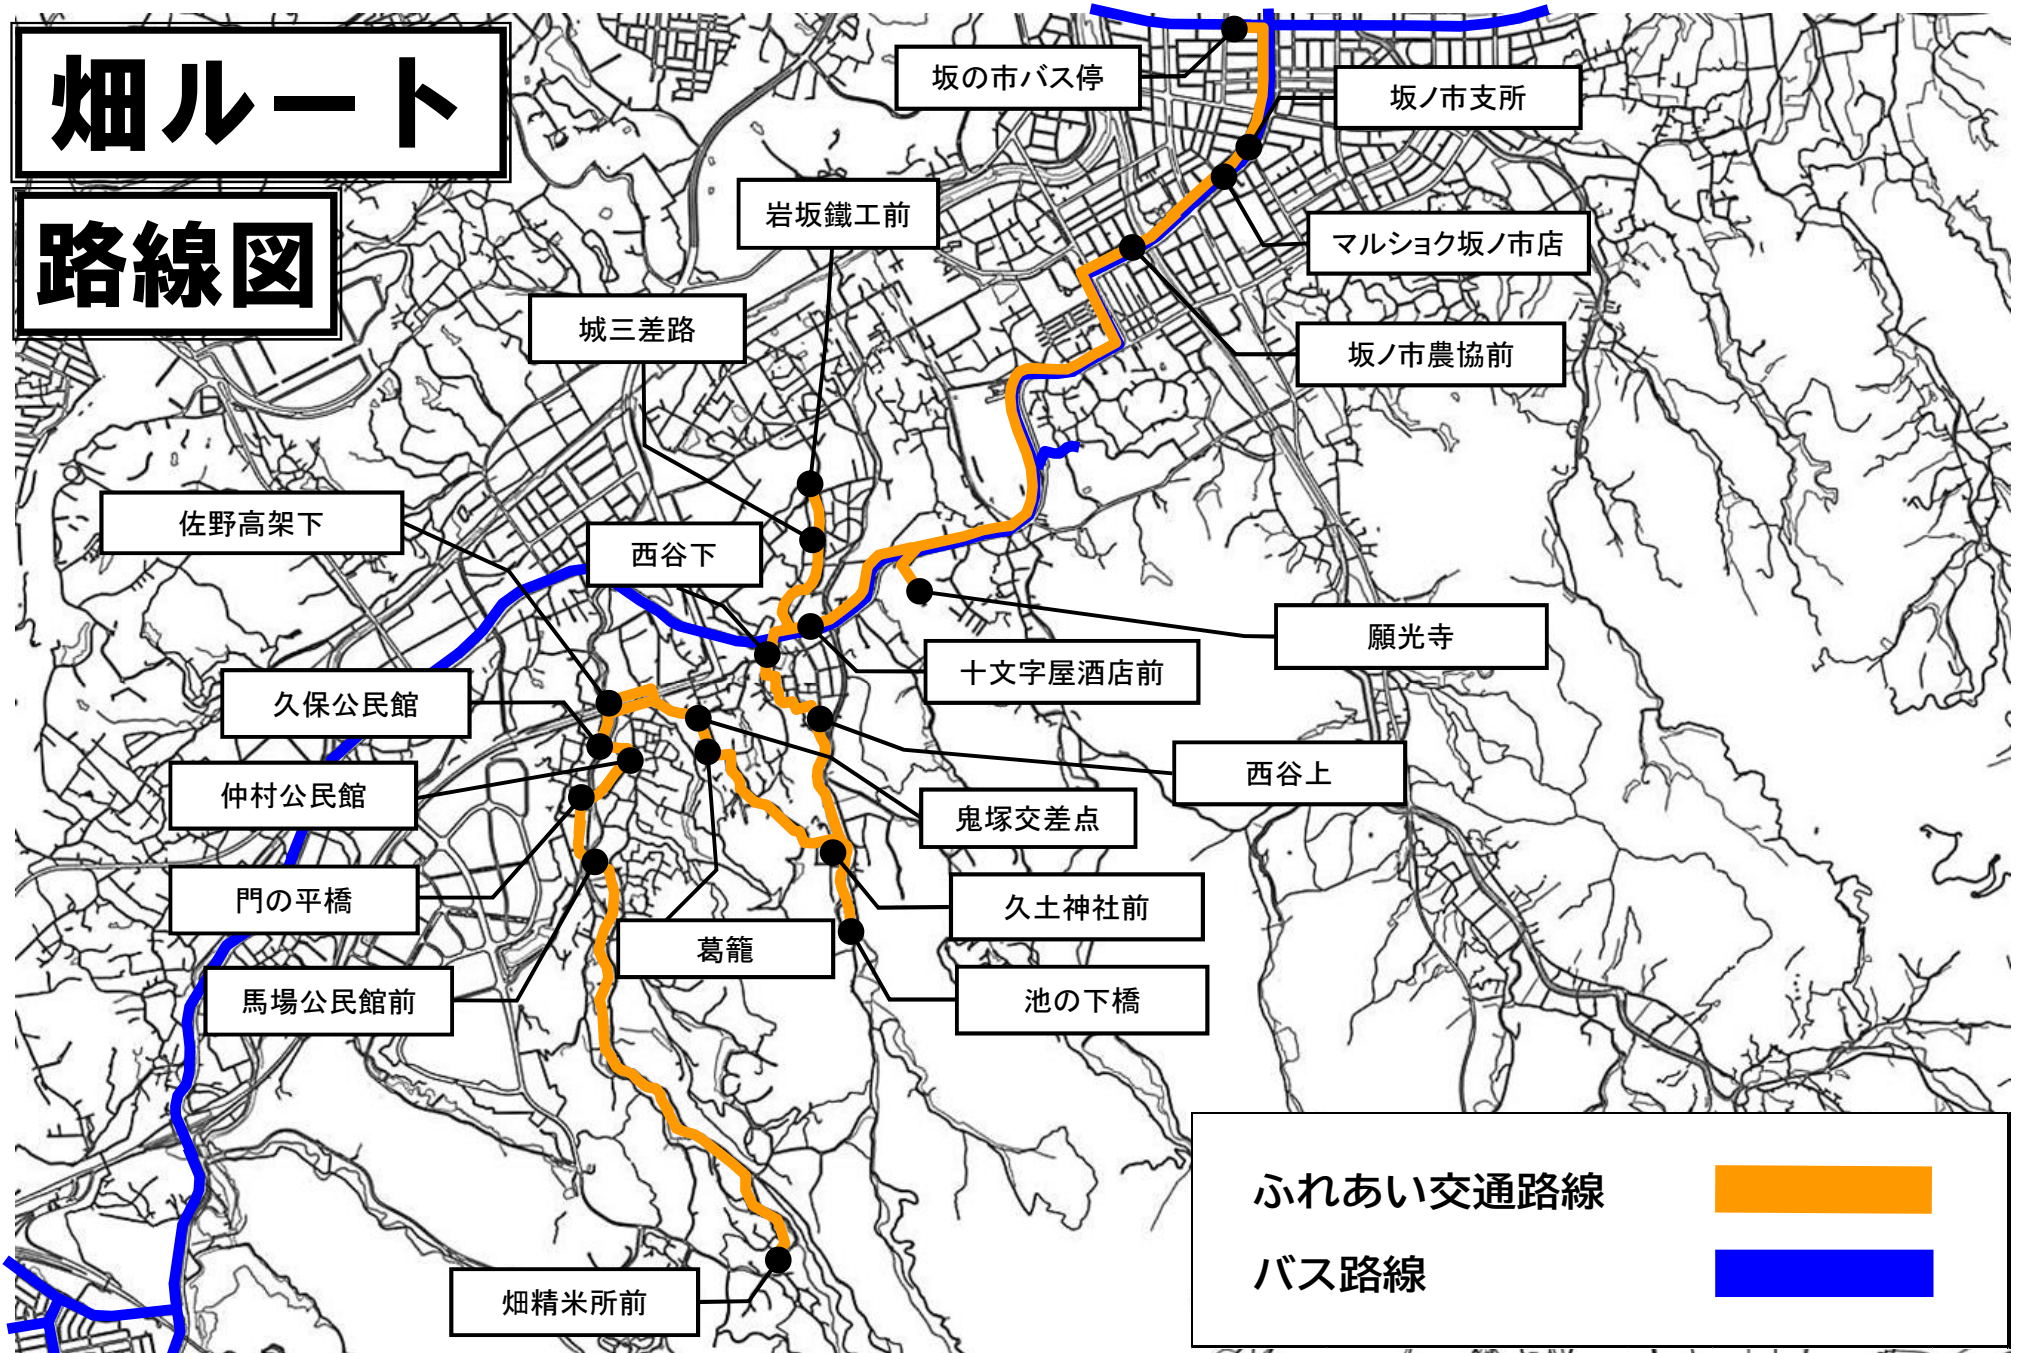 畑ルート
路線図
坂の市バス停
坂ノ市支所
岩坂鐵工前
マルショク坂ノ市店
城三差路
坂ノ市農協前
佐野高架下
西谷下
願光寺
十文字屋酒店前
久保公民館
西谷上
仲村公民館
鬼塚交差点
門の平橋
久土神社前
葛籠
馬場公民館前
池の下橋
畑精米所前
ふれあい交通路線
バス路線